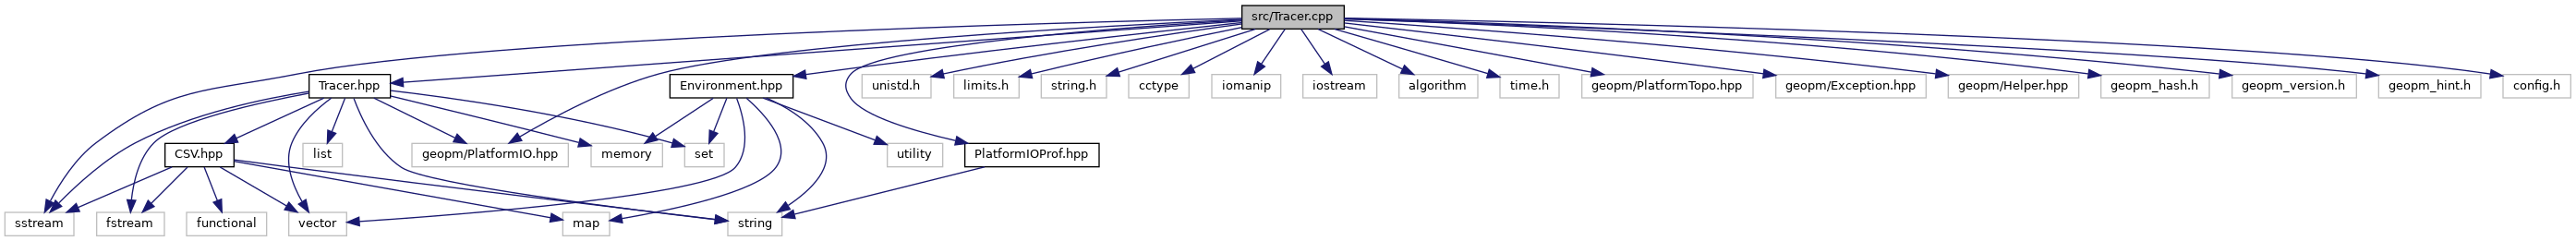 src/Tracer.cpp
Tracer.hpp
Environment.hpp
unistd.h
limits.h
string.h
cctype
iomanip
iostream
algorithm
time.h
geopm/PlatformTopo.hpp
geopm/Exception.hpp
geopm/Helper.hpp
geopm_hash.h
geopm_version.h
geopm_hint.h
config.h
CSV.hpp
list
geopm/PlatformIO.hpp
memory
set
utility
PlatformIOProf.hpp
sstream
fstream
functional
vector
map
string